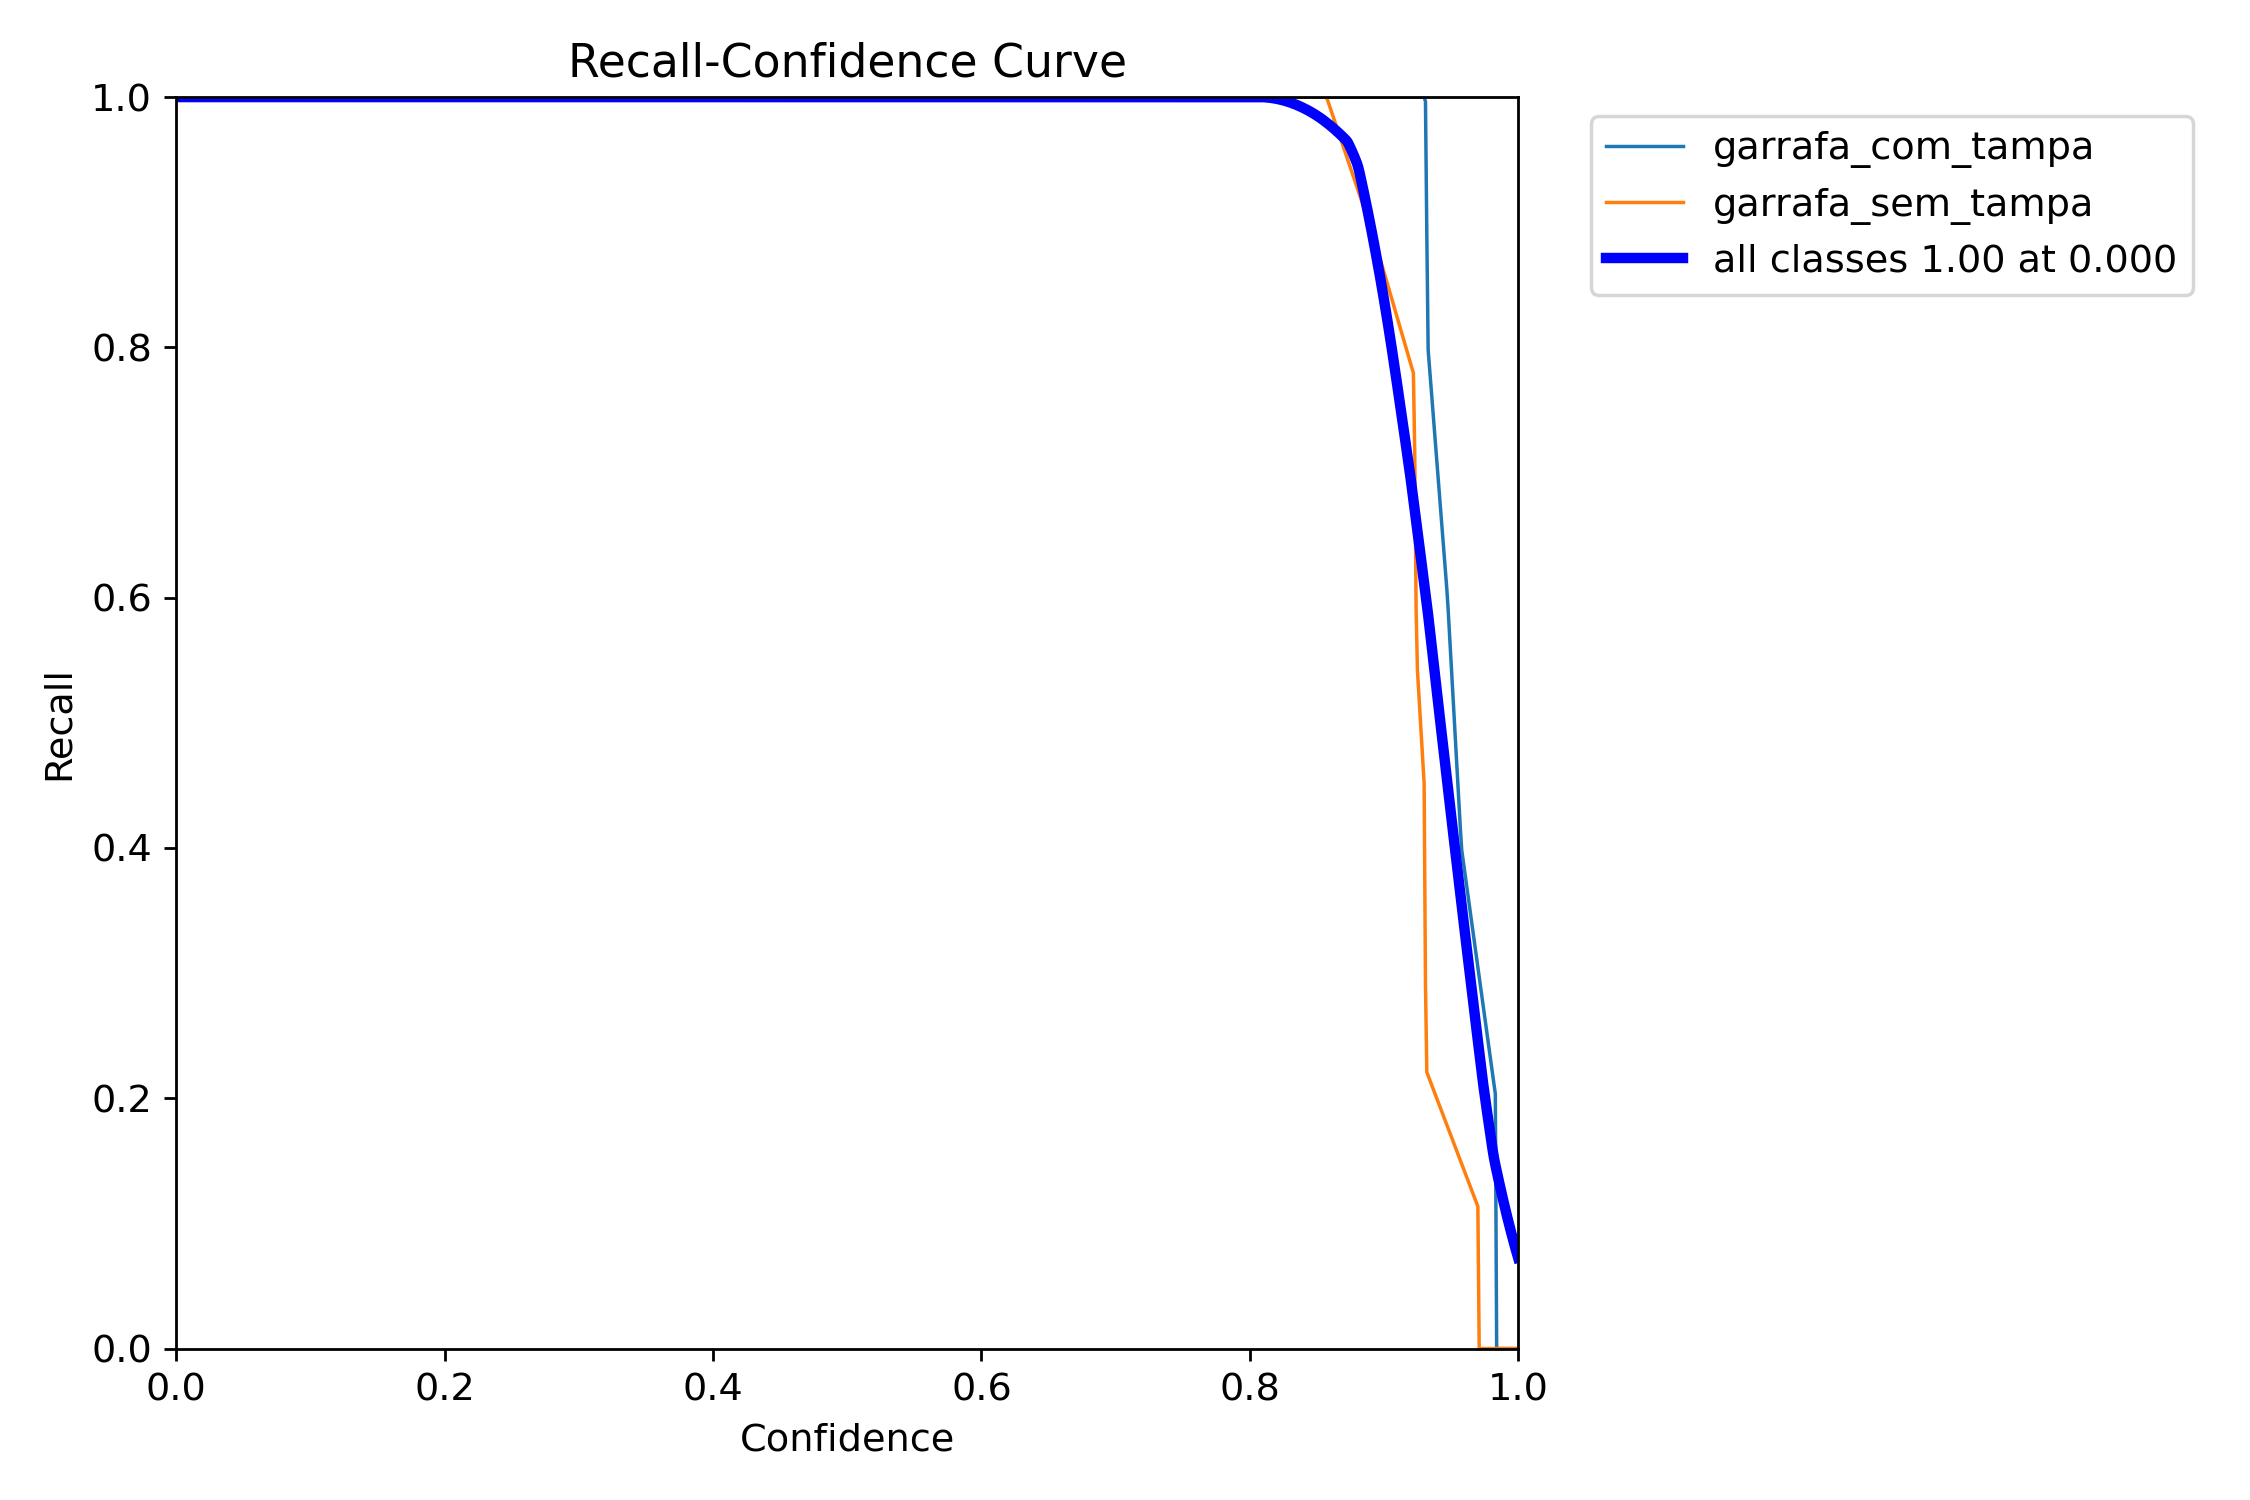 Recall-Confidence Curve
1.0
0.8
0.6
0.4
0.2
0.0
Recall
0.0 0.2 0.4 0.6 0.8 1.0
Confidence
garrafa_com_tampa
garrafa_sem_tampa
all classes 1.00 at 0.000